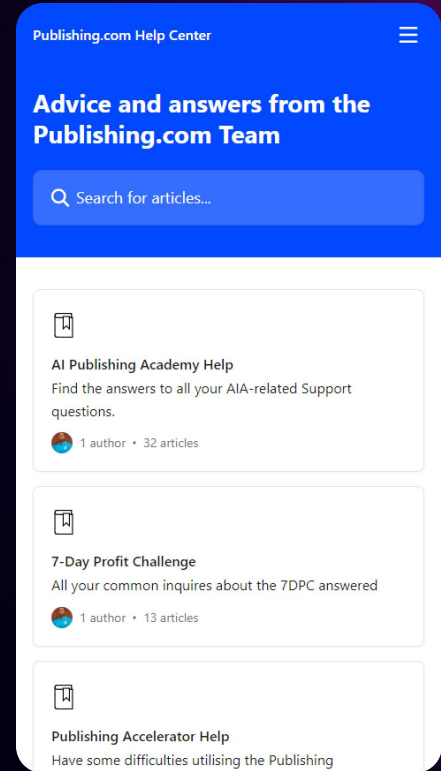 Publishing.com Help Center
Advice and answers from the
Publishing.com Team
Search for articles...
AI Publishing Academy Help
Find the answers to all your AIA-related Support
questions.
1 author • 32 articles
7-Day Profit Challenge
All your common inquires about the 7DPC answered
1 author • 13 articles
Publishing Accelerator Help
Have some difficulties utilising the Publishing